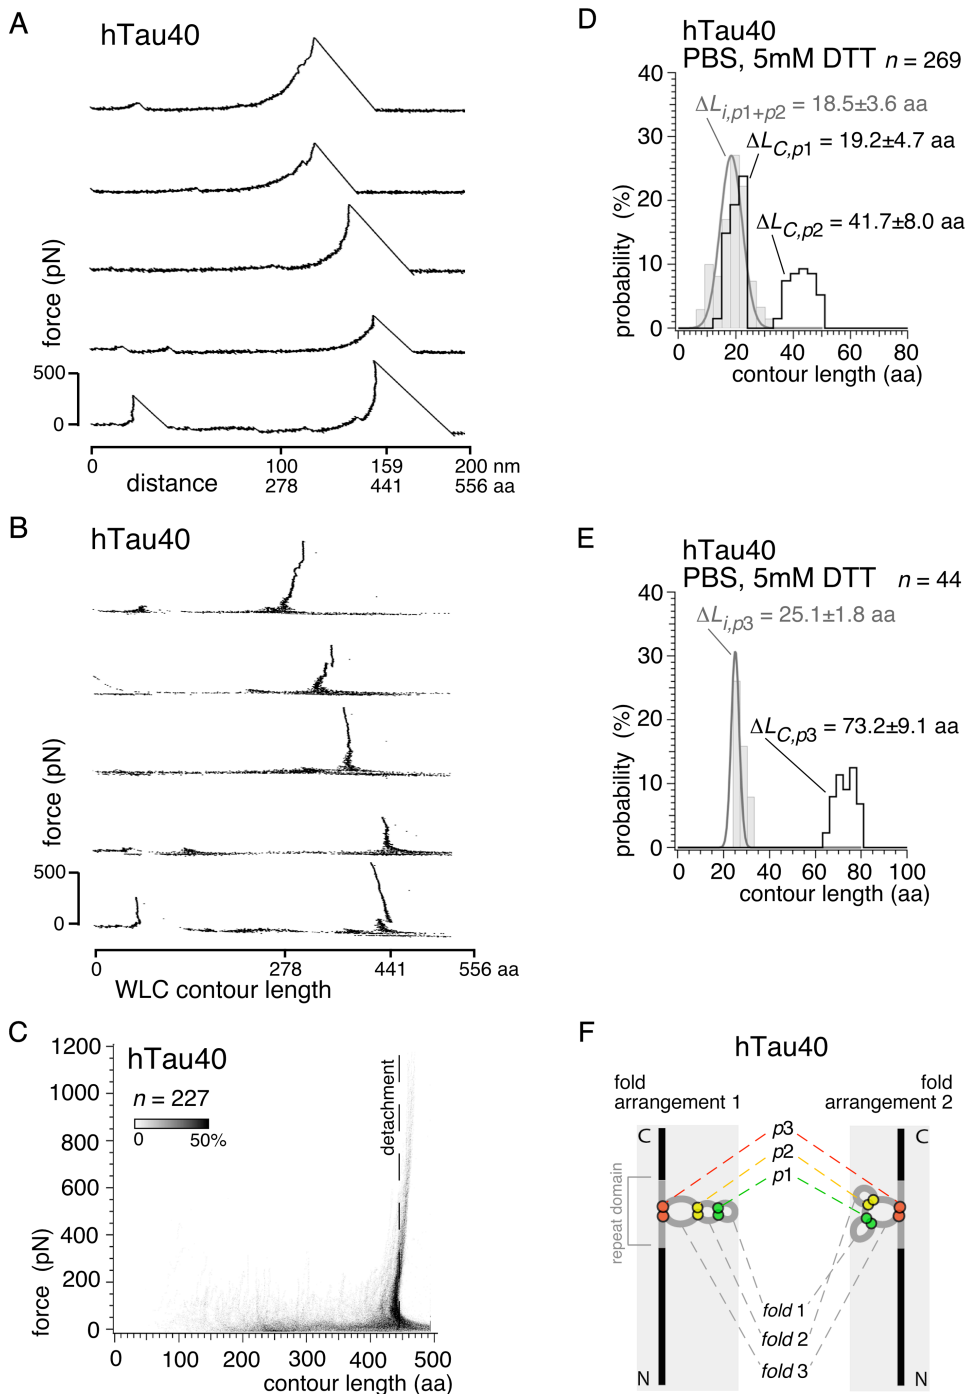 A
hTau40
force (pN)
500
0
0 100 159 200 nm
distance 278 441 556 aa
B
hTau40
force (pN)
500
0
0 278 441 556 aa
WLC contour length
C
hTau40
n = 227
0 50%
detachment
force (pN)
1200
1000
800
600
400
200
0
0 100 200 300 400 500
contour length (aa)
D
hTau40
PBS, 5mM DTT n = 269
ΔLi,p1+p2 = 18.5±3.6 aa
ΔLC,p1 = 19.2±4.7 aa
ΔLC,p2 = 41.7±8.0 aa
probability (%)
40
30
20
10
0
0 20 40 60 80
contour length (aa)
E
hTau40
PBS, 5mM DTT n = 44
ΔLi,p3 = 25.1±1.8 aa
ΔLC,p3 = 73.2±9.1 aa
probability (%)
40
30
20
10
0
0 20 40 60 80 100
contour length (aa)
F
hTau40
fold arrangement 1
fold arrangement 2
C
C
p3
p2
p1
repeat domain
fold 1
fold 2
fold 3
N
N